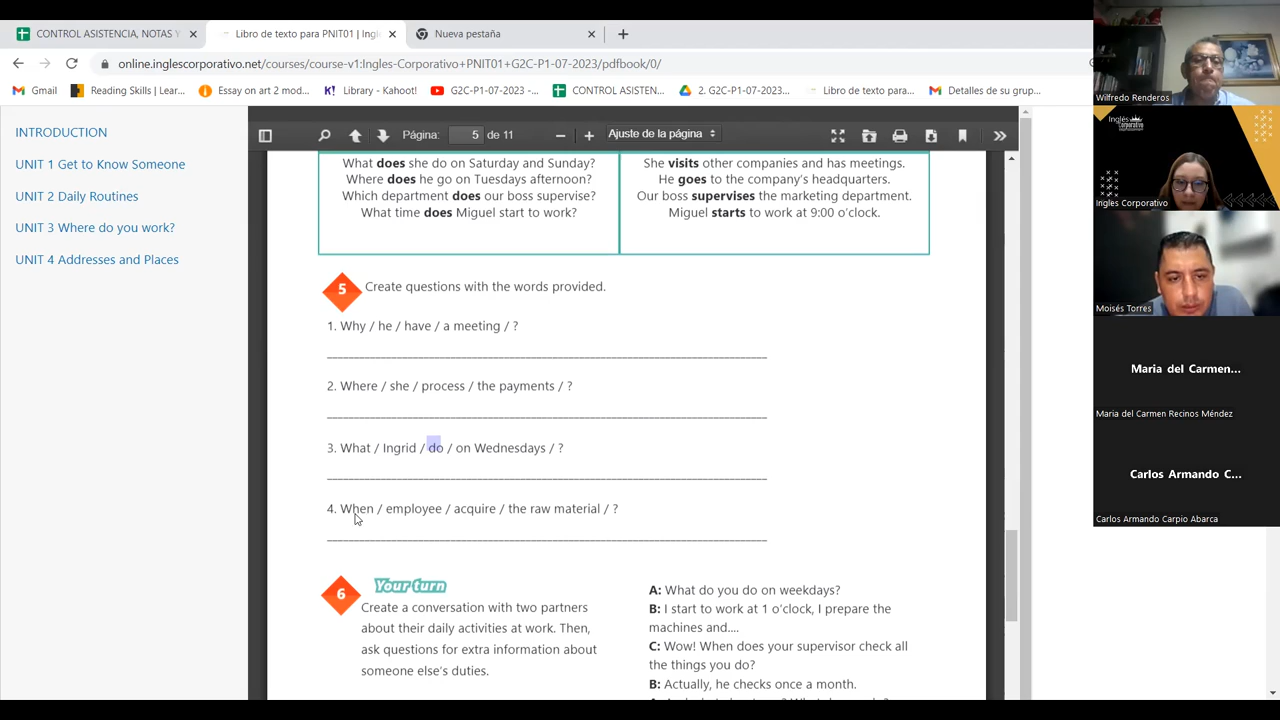 CONTROL ASISTENCIA, NOTAS Y
Libro de texto para PNIT01 | Ingl
Nueva pestaña
online.inglescorporativo.net/courses/course-v1:Ingles-Corporativo+PNIT01+G2C-P1-07-2023/pdfbook/0/
Gmail
Reading Skills | Lear...
Essay on art 2 mod...
Library - Kahoot!
G2C-P1-07-2023 -...
CONTROL ASISTEN...
2. G2C-P1-07-2023...
Libro de texto para...
Detalles de su grup...
INTRODUCTION
UNIT 1 Get to Know Someone
UNIT 2 Daily Routines
UNIT 3 Where do you work?
UNIT 4 Addresses and Places
Página: 5 de 11
Ajuste de la página
What does she do on Saturday and Sunday?
Where does he go on Tuesdays afternoon?
Which department does our boss supervise?
What time does Miguel start to work?
She visits other companies and has meetings.
He goes to the company's headquarters.
Our boss supervises the marketing department.
Miguel starts to work at 9:00 o'clock.
5 Create questions with the words provided.
1. Why / he / have / a meeting / ?
2. Where / she / process / the payments / ?
3. What / Ingrid / do / on Wednesdays / ?
4. When / employee / acquire / the raw material / ?
6 Your turn
Create a conversation with two partners
about their daily activities at work. Then,
ask questions for extra information about
someone else's duties.
A: What do you do on weekdays?
B: I start to work at 1 o'clock, I prepare the
machines and....
C: Wow! When does your supervisor check all
the things you do?
B: Actually, he checks once a month.
Wilfredo Renderos
Inglés
Corporativo
Ingles Corporativo
Moisés Torres
Maria del Carmen...
Maria del Carmen Recinos Méndez
Carlos Armando C...
Carlos Armando Carpio Abarca